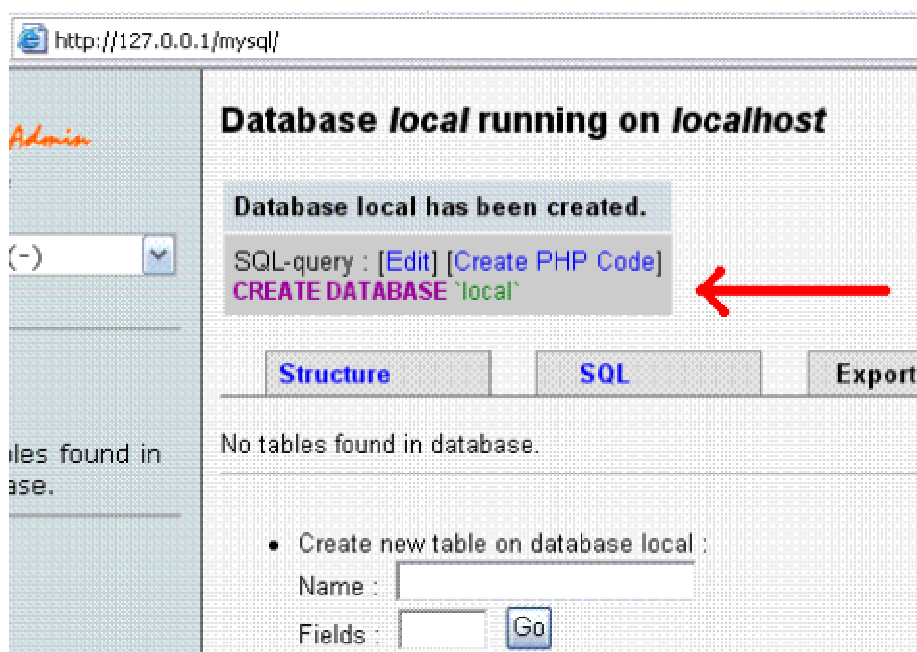 http://127.0.0.1/mysql/
Admin
(-)
les found in
ase.
Database local running on localhost
Database local has been created.
SQL-query : [Edit] [Create PHP Code]
CREATE DATABASE `local`
Structure SQL Export
No tables found in database.
• Create new table on database local :
Name :
Fields : Go